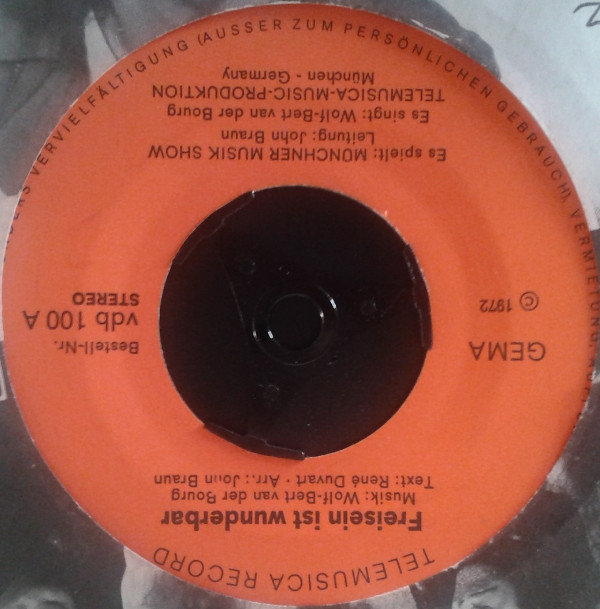 TELEMUSICA RECORD
Freisein ist wunderbar
Musik: Wolf-Bert van der Bourg
Text: René Duvart · Arr.: John Braun
GEMA
© 1972
Bestell-Nr.
vdb 100 A
STEREO
Es spielt: MÜNCHNER MUSIK SHOW
Leitung: John Braun
Es singt: Wolf-Bert van der Bourg
TELEMUSICA-MUSIC-PRODUKTION
München - Germany
VERVIELFÄLTIGUNG (AUSSER ZUM PERSÖNLICHEN GEBRAUCH), VERMIETUNG